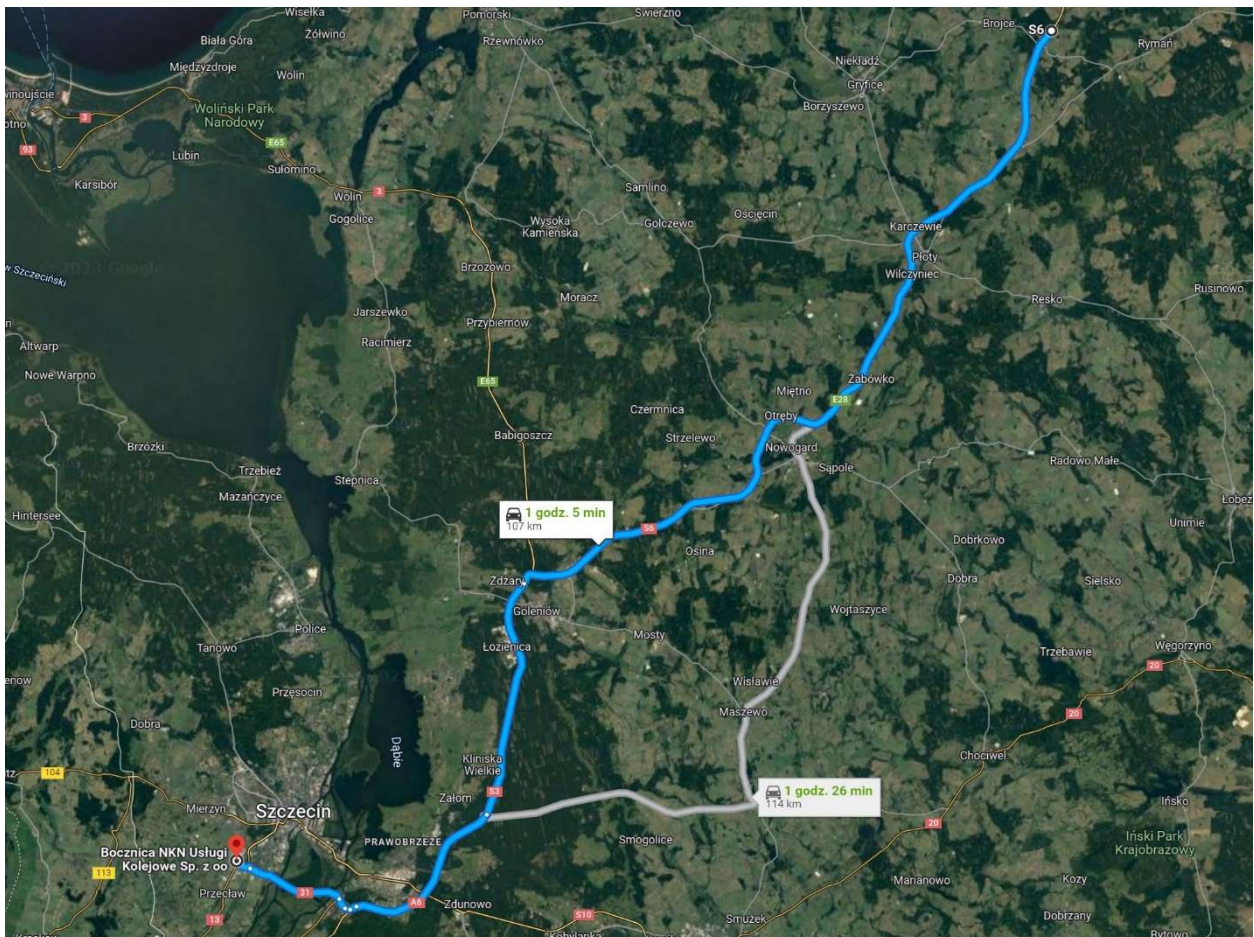 Wisełka
Pomorski
Świerzno
Brojce
S6
Żółwino
Rzewnówko
Rymań
Biała Góra
Niekładź
Międzyzdroje
Wolin
Gryfice
winoujście
Borzyszewo
Woliński Park
Narodowy
3
otno
E65
93
Lubin
Sułomino
3
Karsibór
Wolin
Samlino
Gogolice
Ościęcin
Wysoka
Kamieńska
Golczewo
Karczewie
Płoty
w Szczeciński
Brzozowo
Wilczyniec
Rusinowo
Moracz
Resko
Jarszewko
Przybiernów
Racimierz
Altwarp
Nowe Warpno
E65
Miętno
Żabówko
E28
Czermnica
Otręby
Babigoszcz
Strzelewo
Brzózki
Nowogard
Trzebież
Sąpole
Radowo Małe
Stepnica
Mazańczyce
Łobez
1 godz. 5 min
107 km
Hintersee
S6
Unimie
Osina
Dobrkowo
Zdżary
Dobra
Sielsko
Goleniów
Wojtaszyce
Police
Mosty
Tanowo
Łozienica
Węgorzyno
Trzebawie
20
Przęsocin
Wisławie
Maszewo
20
Dobra
Dąbie
Chociwel
Kliniska
Wielkie
104
S3
1 godz. 26 min
114 km
Mierzyn
Szczecin
Załom
Ińsko
20
PRAWOBRZEŻE
Smogolice
Iński Park
Krajobrazowy
Bocznica NKN Usługi
Kolejowe Sp. z oo
113
Marianowo
Kozy
Przecław
31
A6
Zdunowo
13
S10
Smużek
Dobrzany
Kobylanka
Bytowo